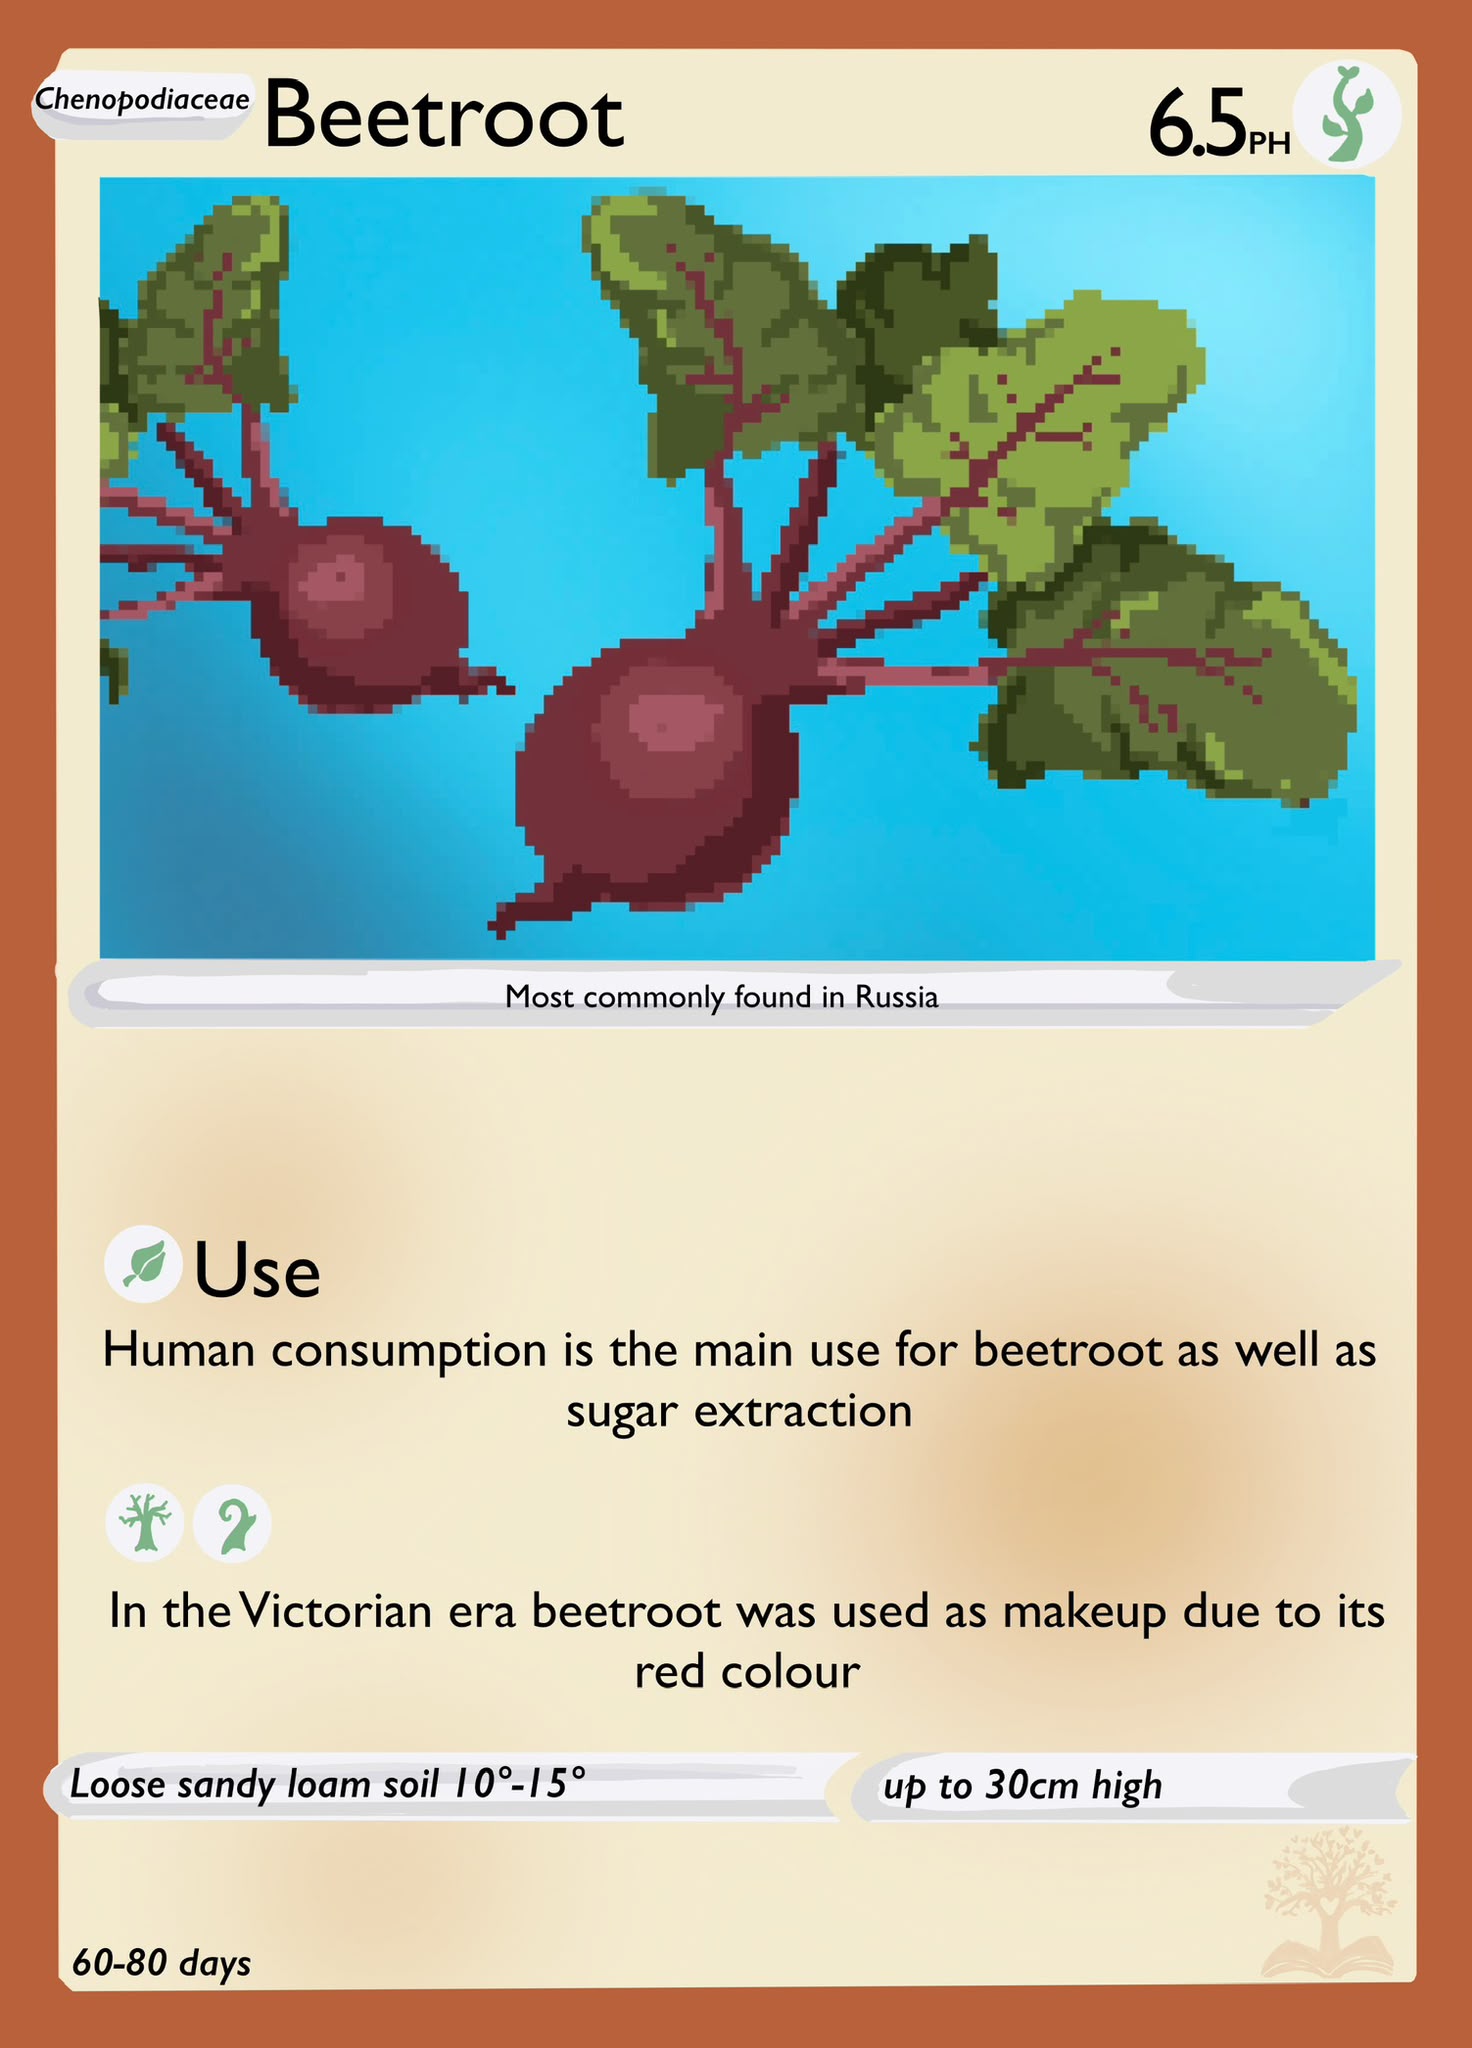 Chenopodiaceae
Beetroot
6.5PH
Most commonly found in Russia
Use
Human consumption is the main use for beetroot as well as
sugar extraction
In the Victorian era beetroot was used as makeup due to its
red colour
Loose sandy loam soil 10°-15°
up to 30cm high
60-80 days